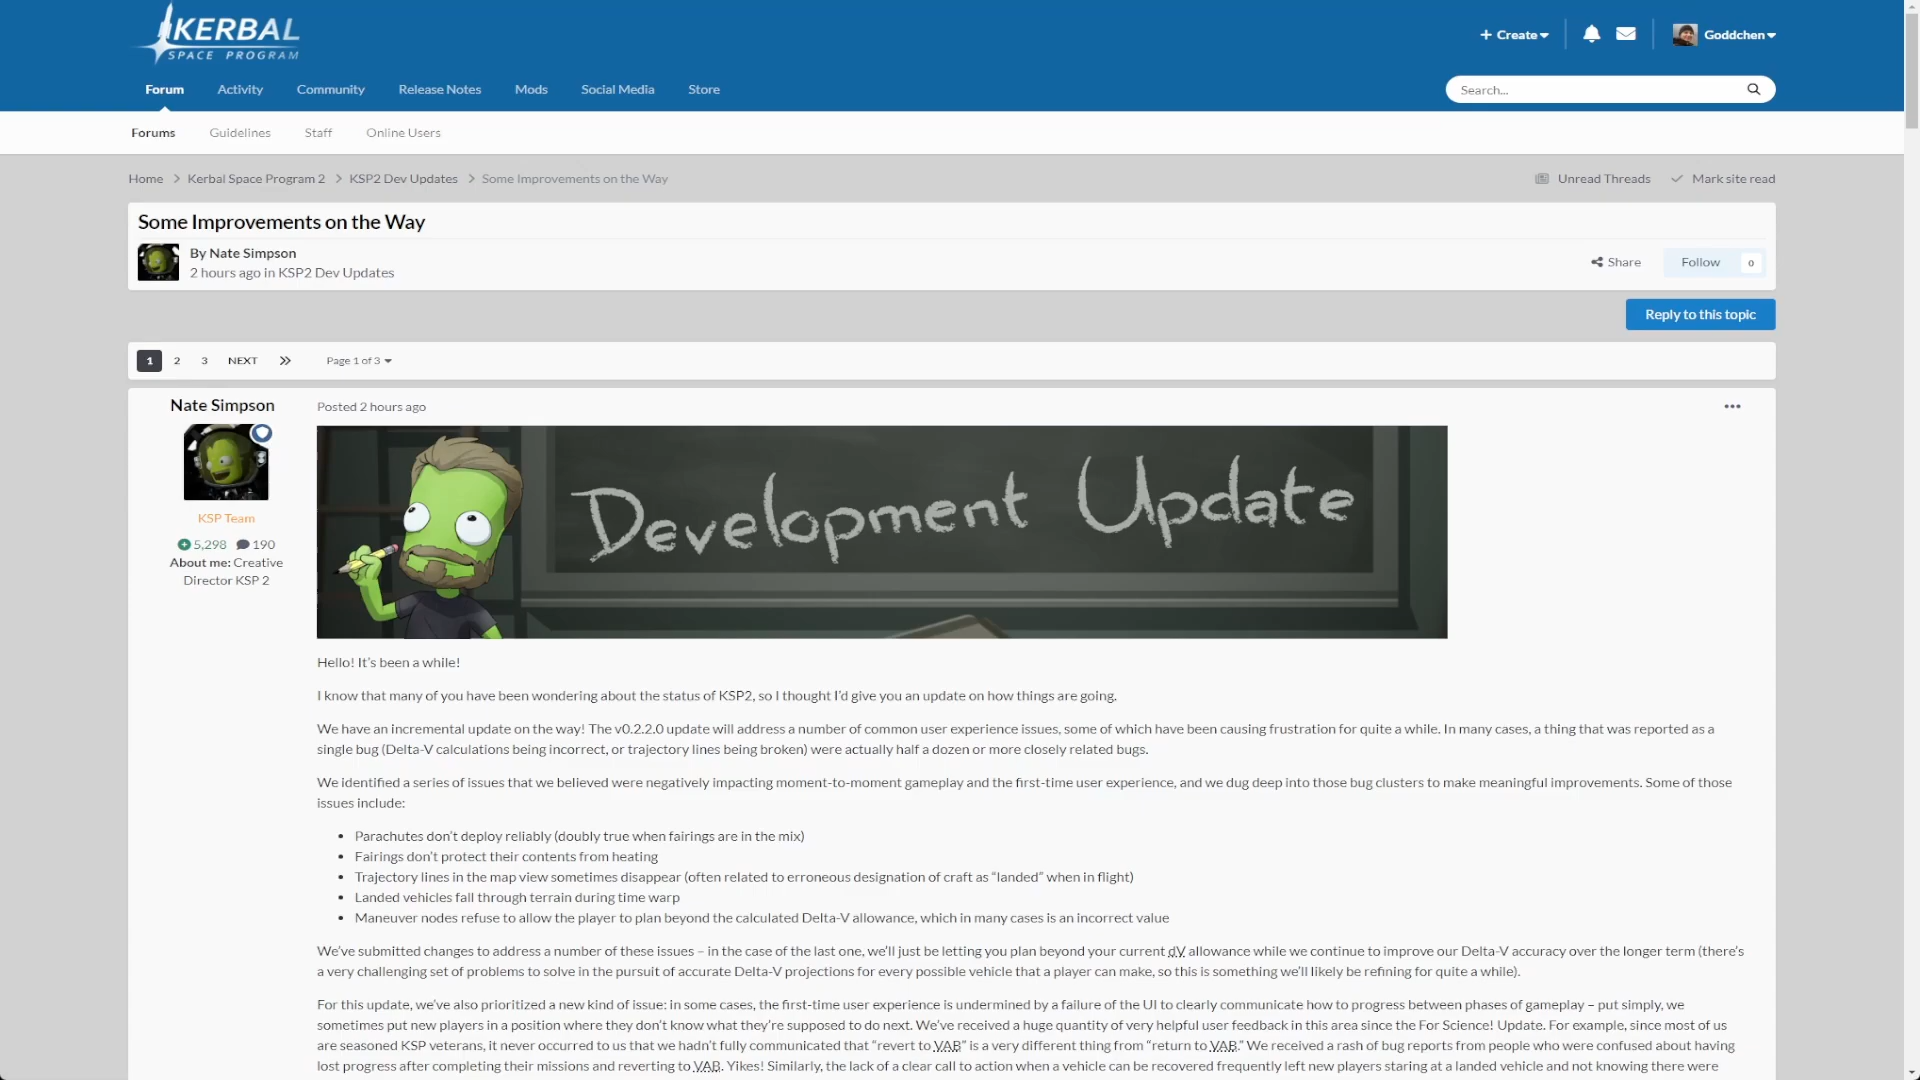 KERBAL
SPACE PROGRAM
+ Create
Goddchen
Forum Activity Community Release Notes Mods Social Media Store
Search...
Forums Guidelines Staff Online Users
Home > Kerbal Space Program 2 > KSP2 Dev Updates > Some Improvements on the Way
Unread Threads Mark site read
Some Improvements on the Way
By Nate Simpson
2 hours ago in KSP2 Dev Updates
Share Follow 0
Reply to this topic
1 2 3 NEXT Page 1 of 3
Nate Simpson
Posted 2 hours ago
Development Update
KSP Team
5,298 190
About me: Creative
Director KSP 2
Hello! It's been a while!
I know that many of you have been wondering about the status of KSP2, so I thought I'd give you an update on how things are going.
We have an incremental update on the way! The v0.2.2.0 update will address a number of common user experience issues, some of which have been causing frustration for quite a while. In many cases, a thing that was reported as a
single bug (Delta-V calculations being incorrect, or trajectory lines being broken) were actually half a dozen or more closely related bugs.
We identified a series of issues that we believed were negatively impacting moment-to-moment gameplay and the first-time user experience, and we dug deep into those bug clusters to make meaningful improvements. Some of those
issues include:
• Parachutes don't deploy reliably (doubly true when fairings are in the mix)
• Fairings don't protect their contents from heating
• Trajectory lines in the map view sometimes disappear (often related to erroneous designation of craft as “landed” when in flight)
• Landed vehicles fall through terrain during time warp
• Maneuver nodes refuse to allow the player to plan beyond the calculated Delta-V allowance, which in many cases is an incorrect value
We've submitted changes to address a number of these issues – in the case of the last one, we'll just be letting you plan beyond your current dV allowance while we continue to improve our Delta-V accuracy over the longer term (there's
a very challenging set of problems to solve in the pursuit of accurate Delta-V projections for every possible vehicle that a player can make, so this is something we'll likely be refining for quite a while).
For this update, we've also prioritized a new kind of issue: in some cases, the first-time user experience is undermined by a failure of the UI to clearly communicate how to progress between phases of gameplay – put simply, we
sometimes put new players in a position where they don't know what they're supposed to do next. We've received a huge quantity of very helpful user feedback in this area since the For Science! Update. For example, since most of us
are seasoned KSP veterans, it never occurred to us that we hadn't fully communicated that “revert to VAB” is a very different thing from “return to VAB.” We received a rash of bug reports from people who were confused about having
lost progress after completing their missions and reverting to VAB. Yikes! Similarly, the lack of a clear call to action when a vehicle can be recovered frequently left new players staring at a landed vehicle and not knowing there were